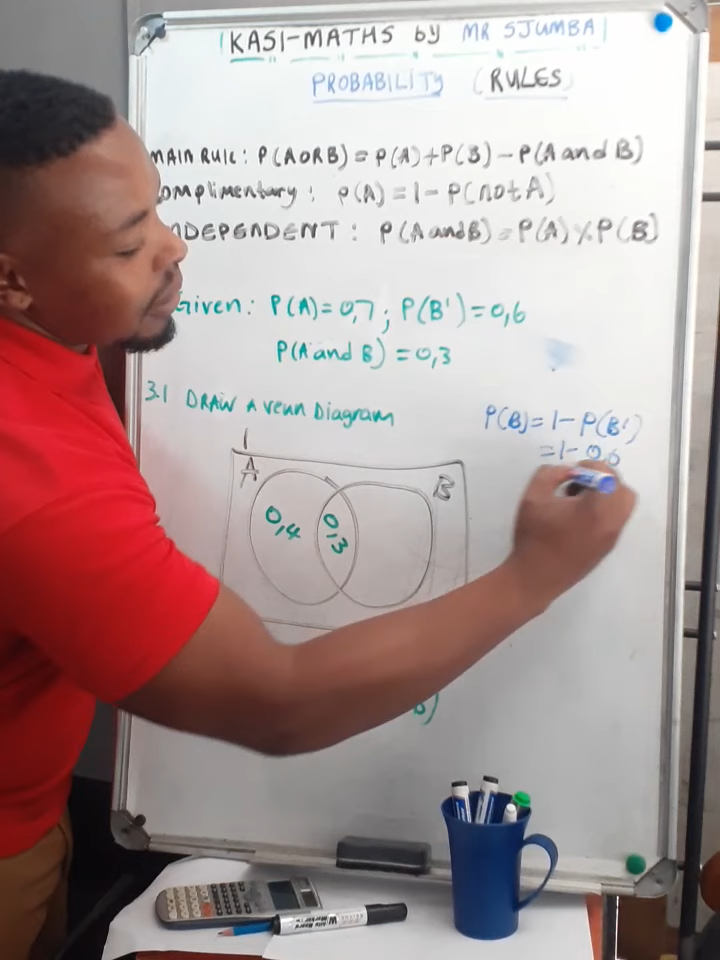 KASI-MATHS by MR SJUMBA
PROBABILITY (RULES)
MAIN RULE: P(A OR B) = P(A) + P(B) - P(A and B)
omplimentary: P(A) = 1 - P(not A)
NDEPENDENT: P(A and B) = P(A) X P(B)
Given: P(A) = 0,7 ; P(B') = 0,6
P(A and B) = 0,3
3.1 DRAW A venn Diagram
P(B) = 1 - P(B')
= 1 - 0,6
1
A
B
0,4
0,3
B)